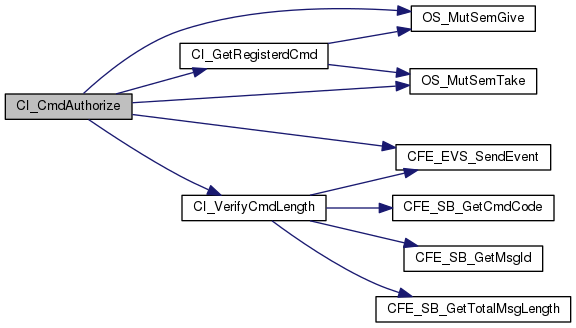 OS_MutSemGive
CI_GetRegisterdCmd
OS_MutSemTake
CI_CmdAuthorize
CFE_EVS_SendEvent
CI_VerifyCmdLength
CFE_SB_GetCmdCode
CFE_SB_GetMsgId
CFE_SB_GetTotalMsgLength